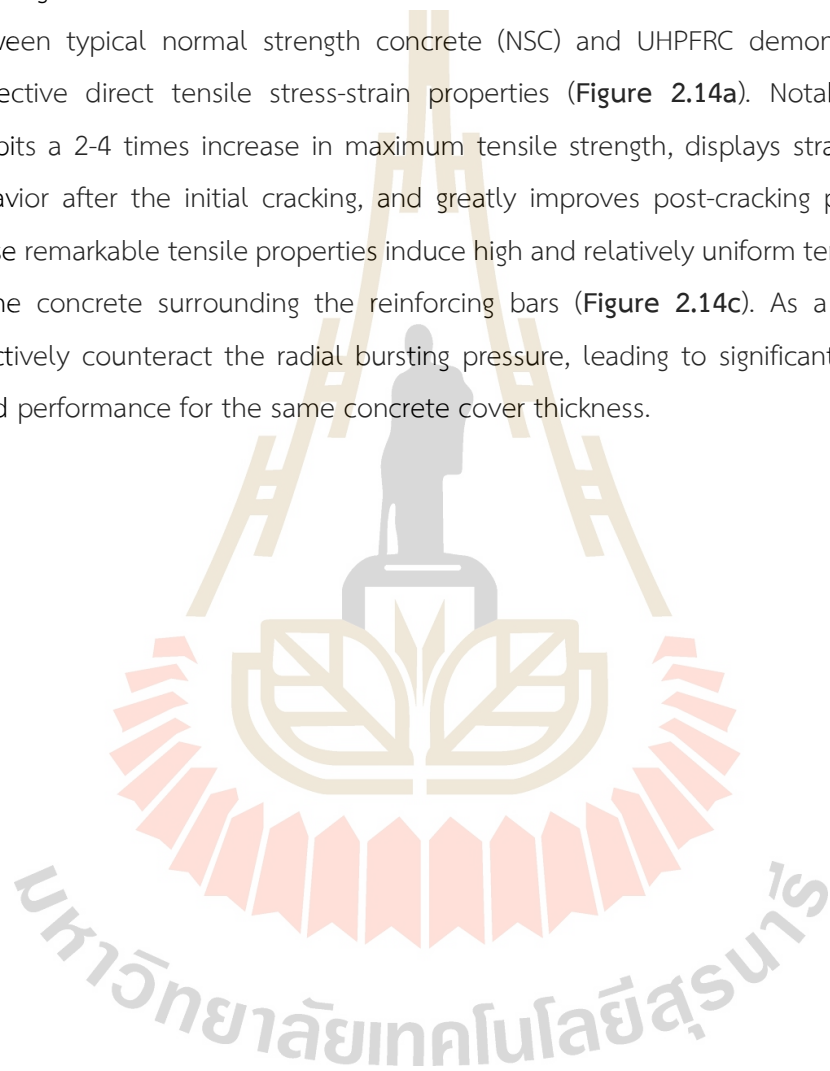 ween typical normal strength concrete (NSC) and UHPFRC demon
ective direct tensile stress-strain properties (Figure 2.14a). Notal
bits a 2-4 times increase in maximum tensile strength, displays stra
avior after the initial cracking, and greatly improves post-cracking p
se remarkable tensile properties induce high and relatively uniform ter
ne concrete surrounding the reinforcing bars (Figure 2.14c). As a
ctively counteract the radial bursting pressure, leading to significant
d performance for the same concrete cover thickness.
มหาวิทยาลัยเทคโนโลยีสุรนารี